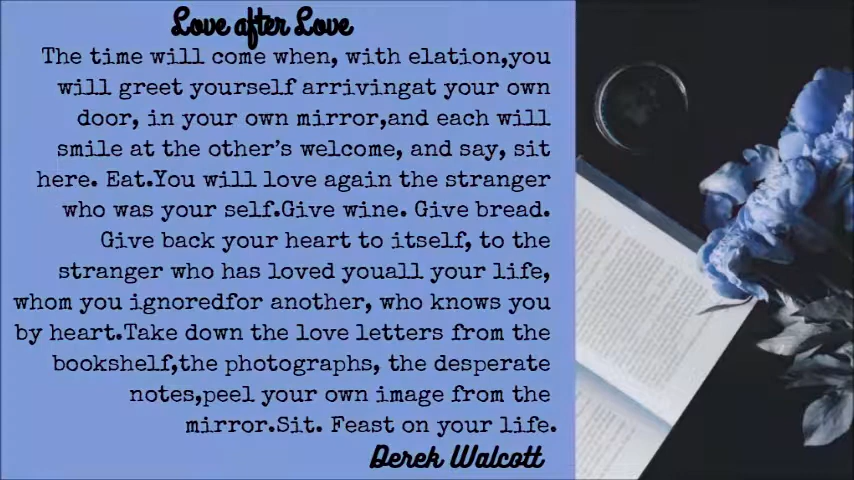 Love after Love
The time will come when, with elation,you
will greet yourself arrivingat your own
door, in your own mirror,and each will
smile at the other's welcome, and say, sit
here. Eat.You will love again the stranger
who was your self.Give wine. Give bread.
Give back your heart to itself, to the
stranger who has loved youall your life,
whom you ignoredfor another, who knows you
by heart.Take down the love letters from the
bookshelf,the photographs, the desperate
notes,peel your own image from the
mirror.Sit. Feast on your life.
Derek Walcott